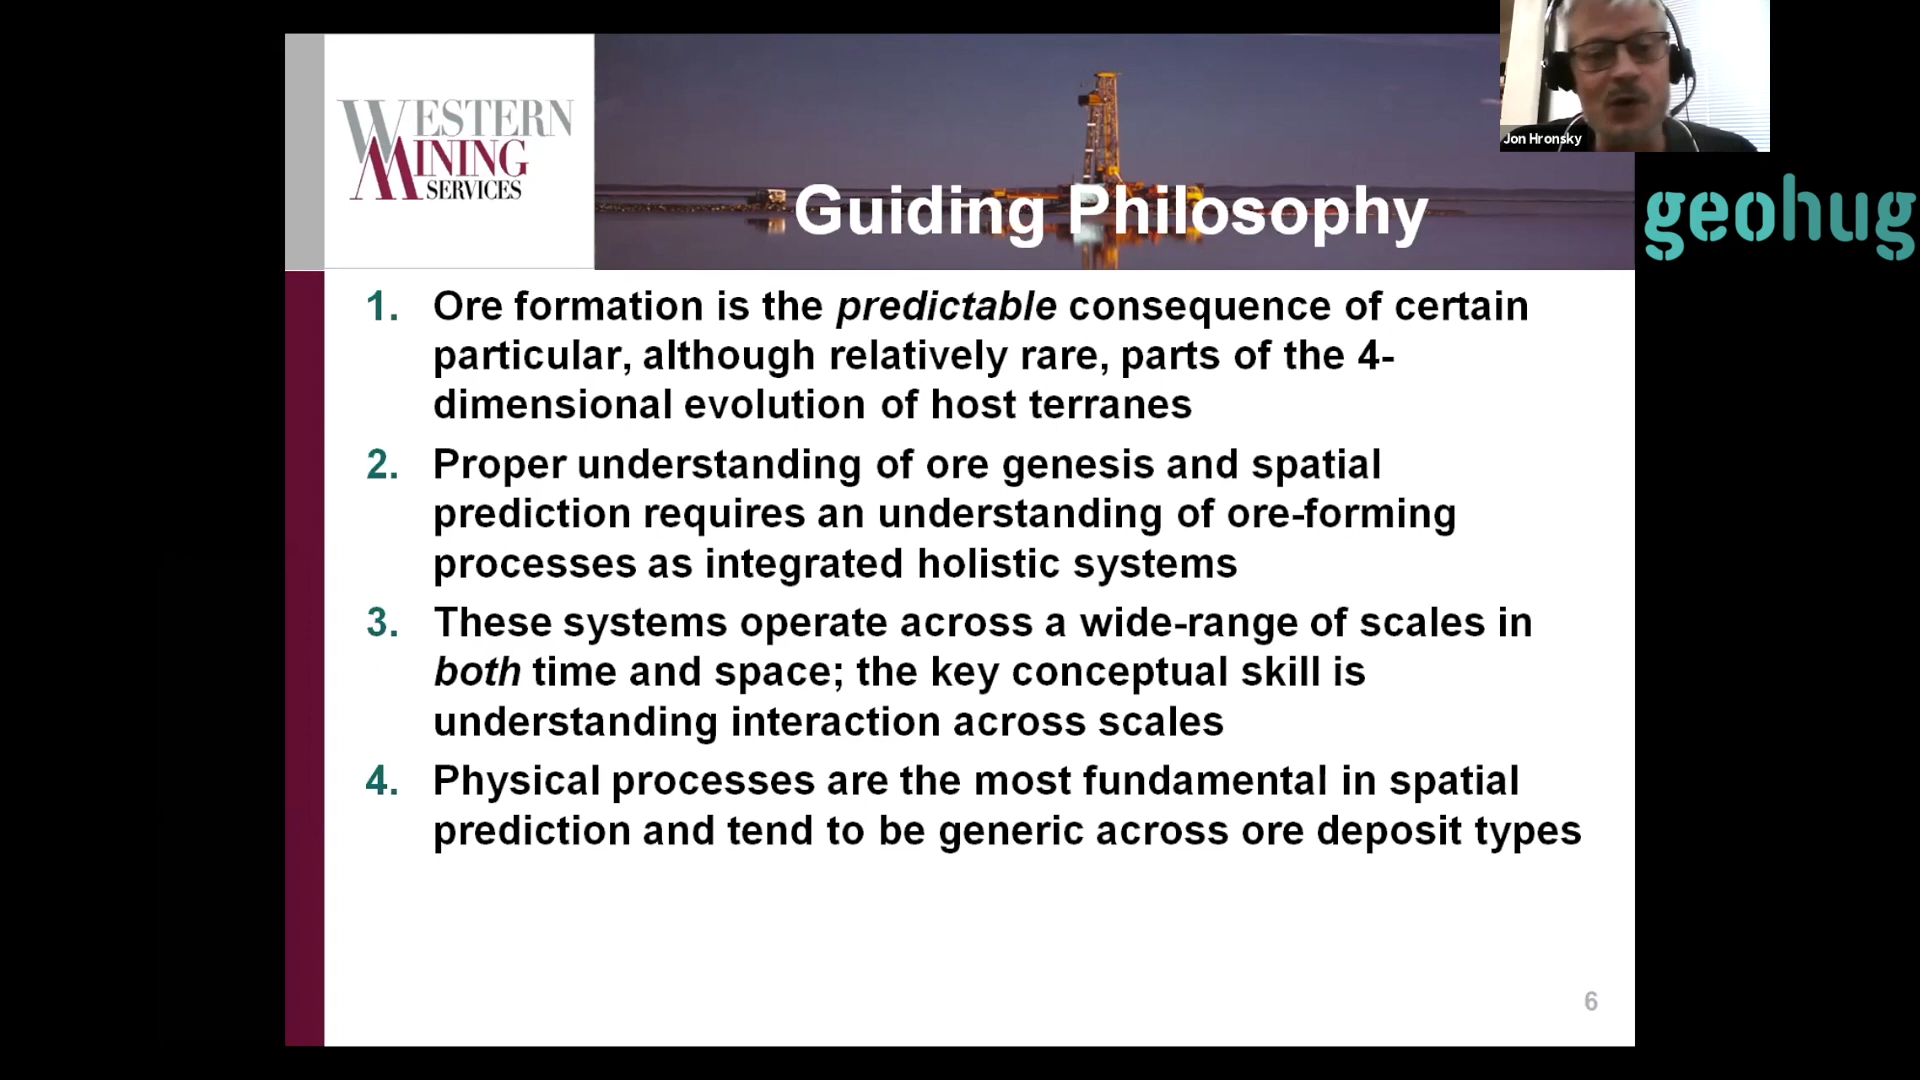 WESTERN
MINING
SERVICES
Jon Hronsky
Guiding Philosophy
geohug
1. Ore formation is the predictable consequence of certain
particular, although relatively rare, parts of the 4-
dimensional evolution of host terranes
2. Proper understanding of ore genesis and spatial
prediction requires an understanding of ore-forming
processes as integrated holistic systems
3. These systems operate across a wide-range of scales in
both time and space; the key conceptual skill is
understanding interaction across scales
4. Physical processes are the most fundamental in spatial
prediction and tend to be generic across ore deposit types
6